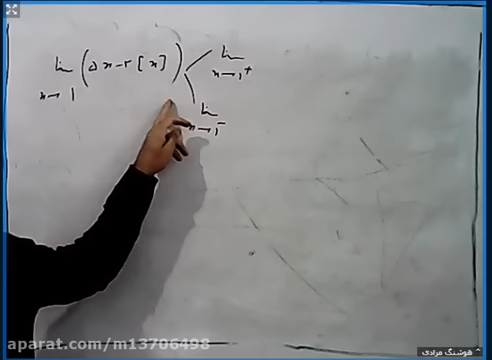 lim (۵x-۲[x]) lim
x→1 x→1⁺
lim
x→1⁻
aparat.com/m13706498
هوشنگ مرادی